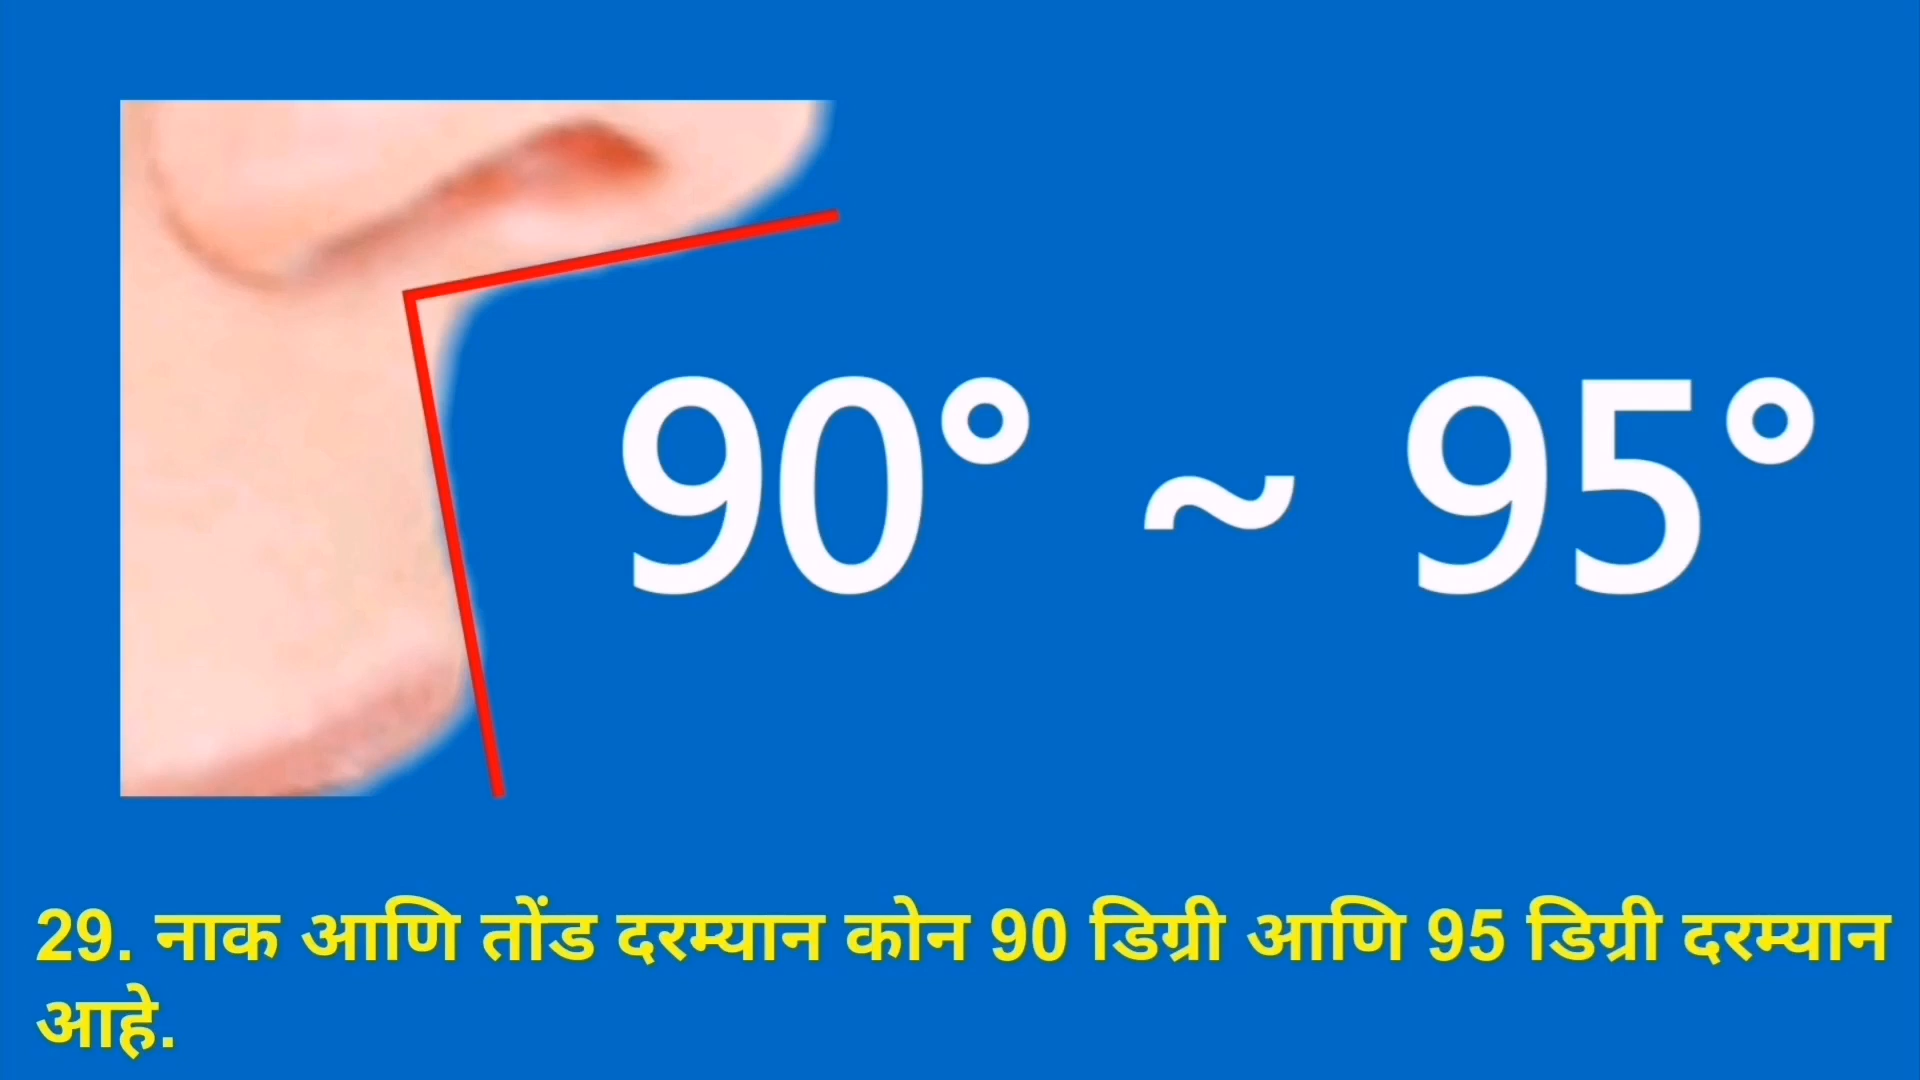 90° ~ 95°
29. नाक आणि तोंड दरम्यान कोन 90 डिग्री आणि 95 डिग्री दरम्यान
आहे.